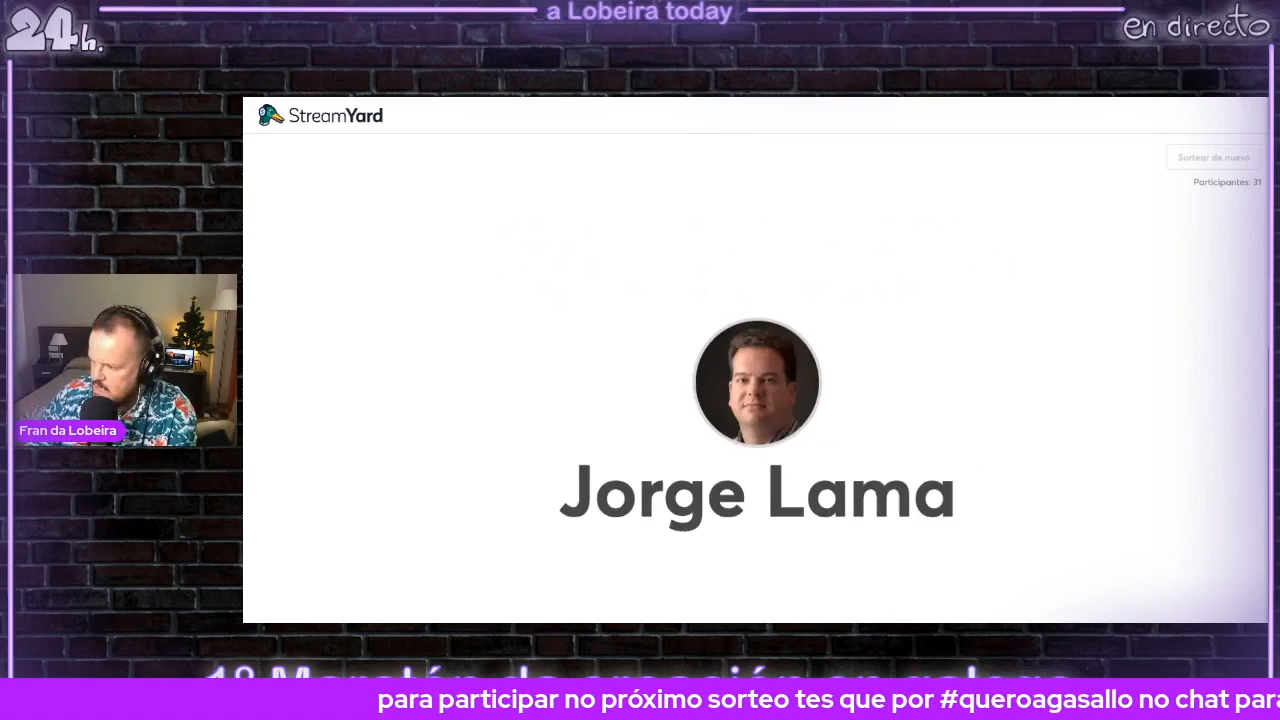 a Lobeira today
24h.
en directo
StreamYard
Sortear de nuevo
Participantes: 31
Fran da Lobeira
Jorge Lama
para participar no próximo sorteo tes que por #queroagasallo no chat para